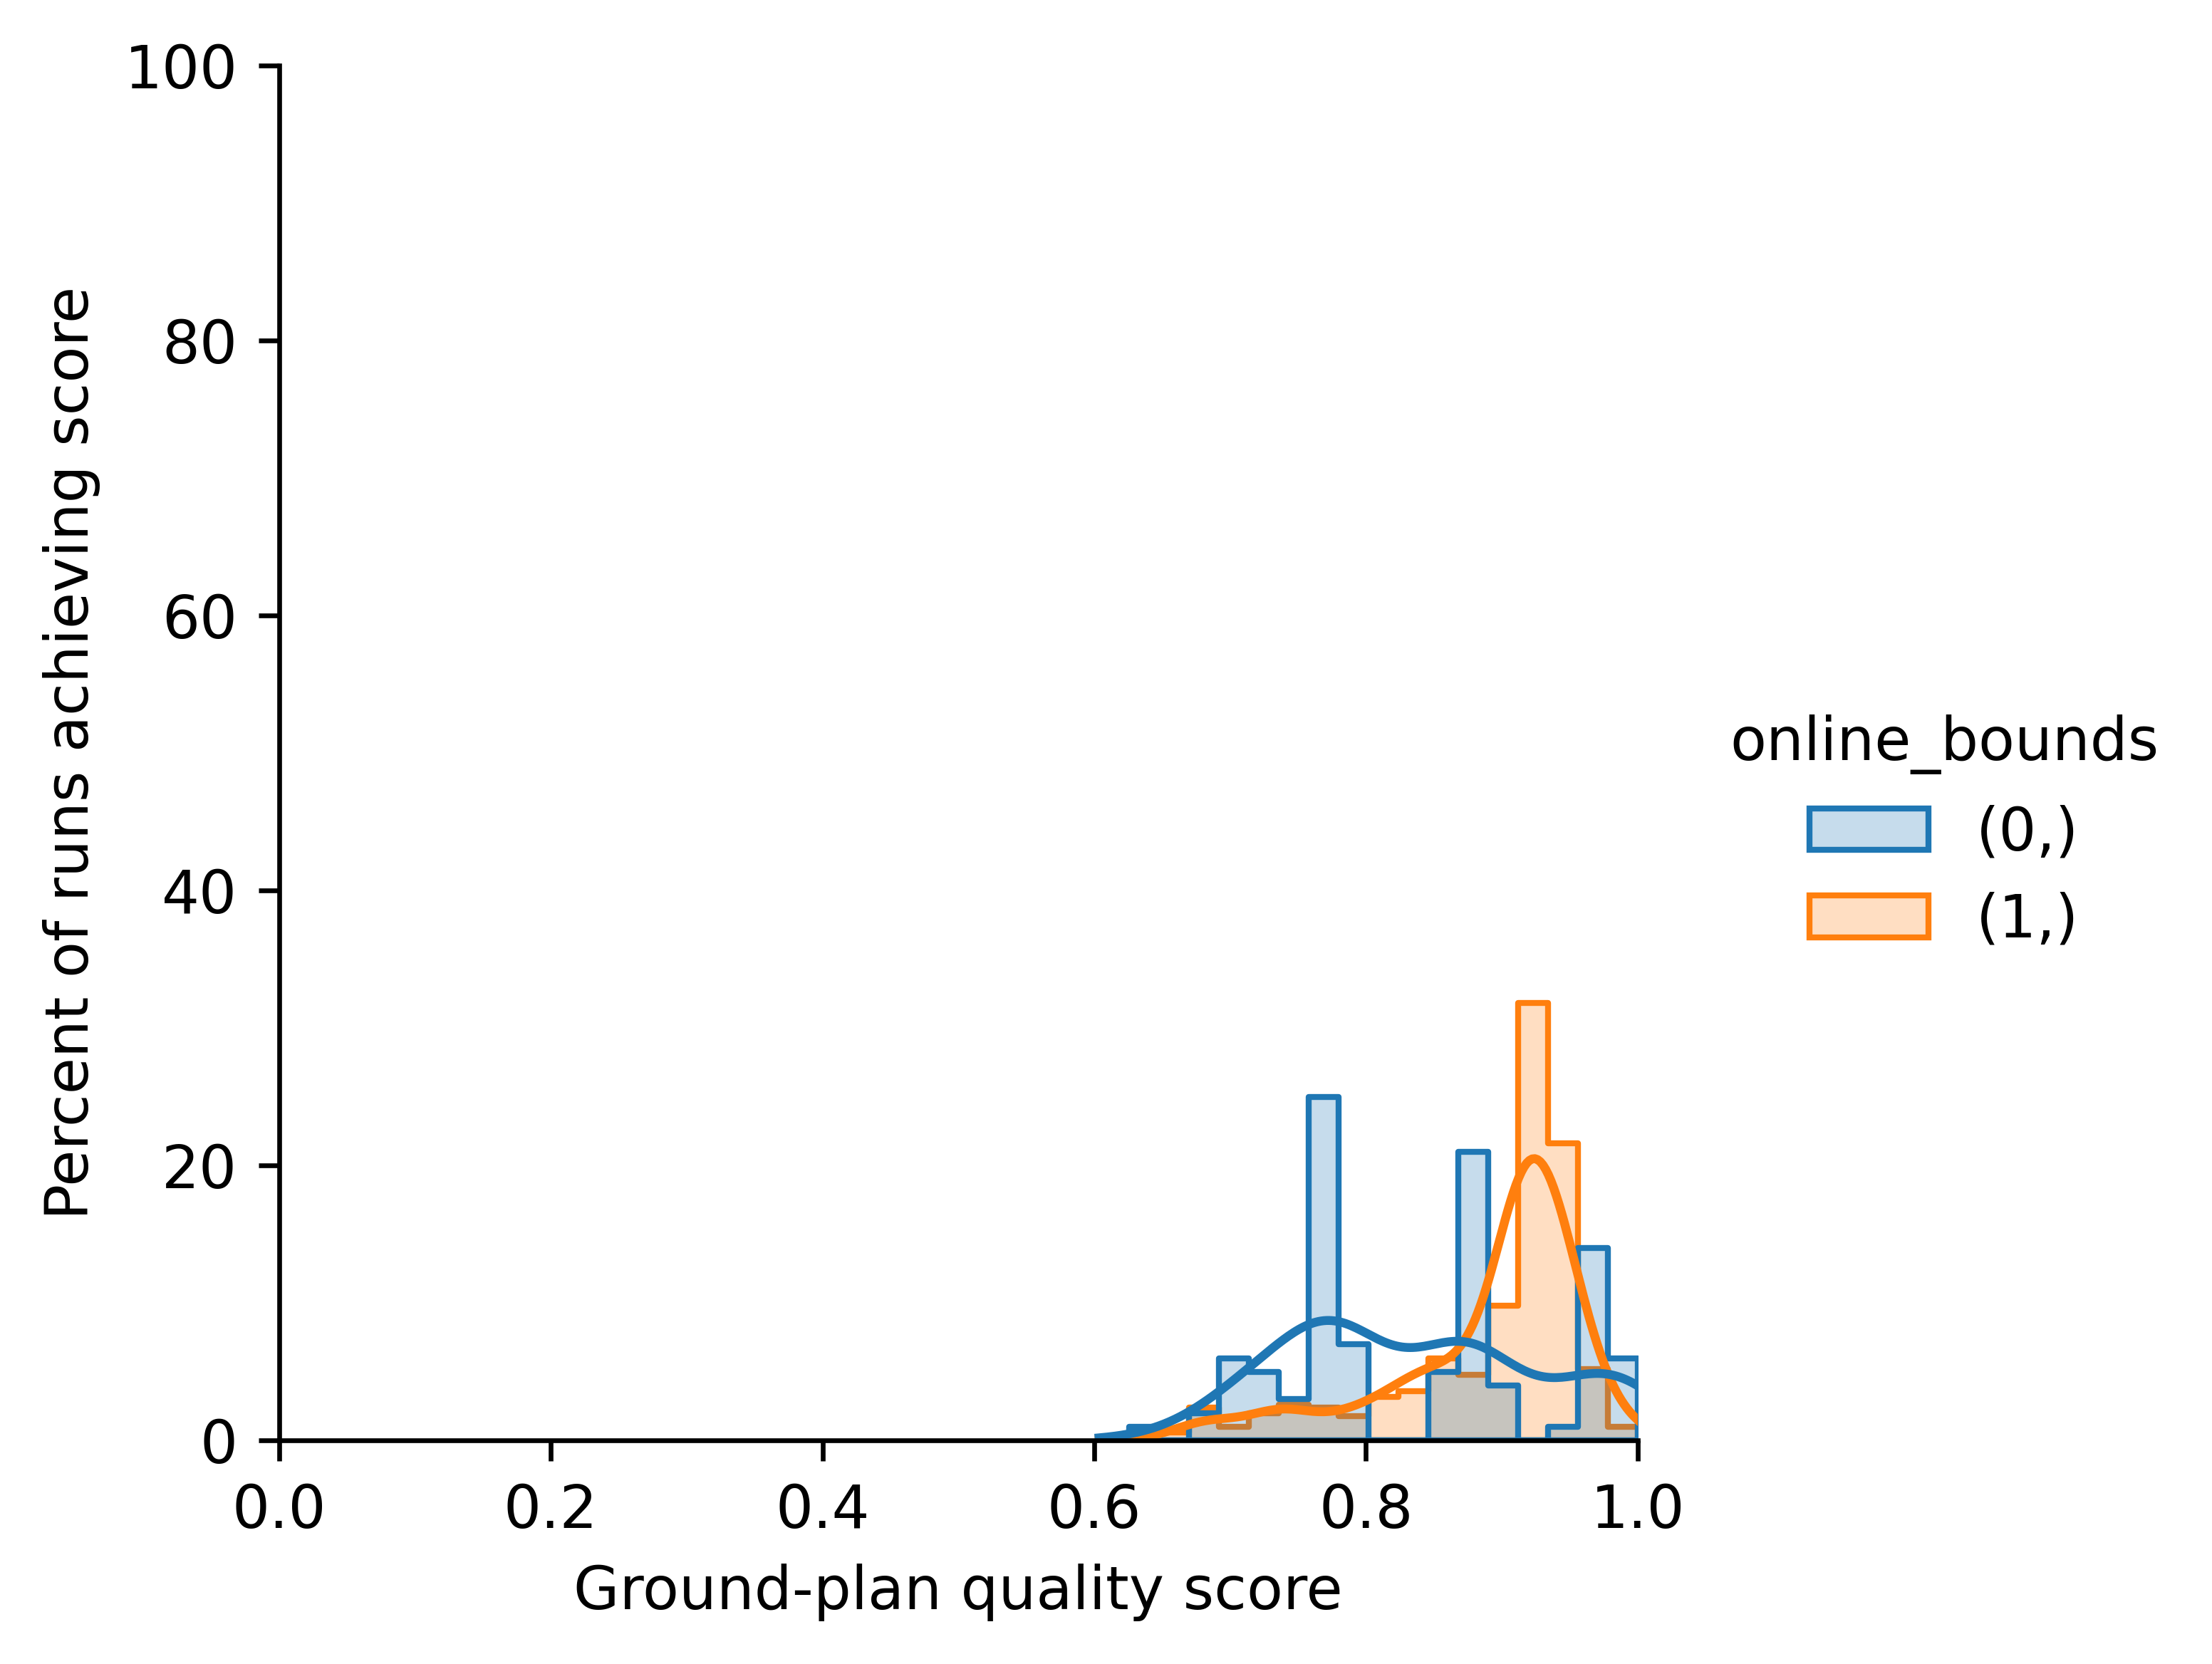 100
80
60
40
20
0
Percent of runs achieving score
0.0 0.2 0.4 0.6 0.8 1.0
Ground-plan quality score
online_bounds
(0,)
(1,)